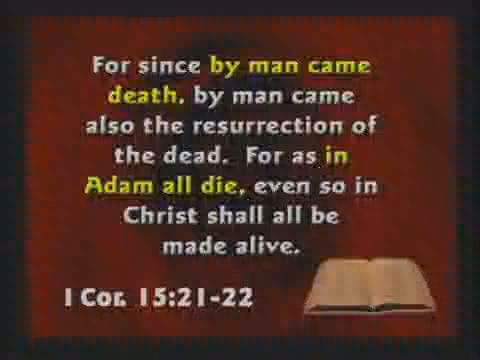 For since by man came
death, by man came
also the resurrection of
the dead. For as in
Adam all die, even so in
Christ shall all be
made alive.
1 Cor. 15:21-22